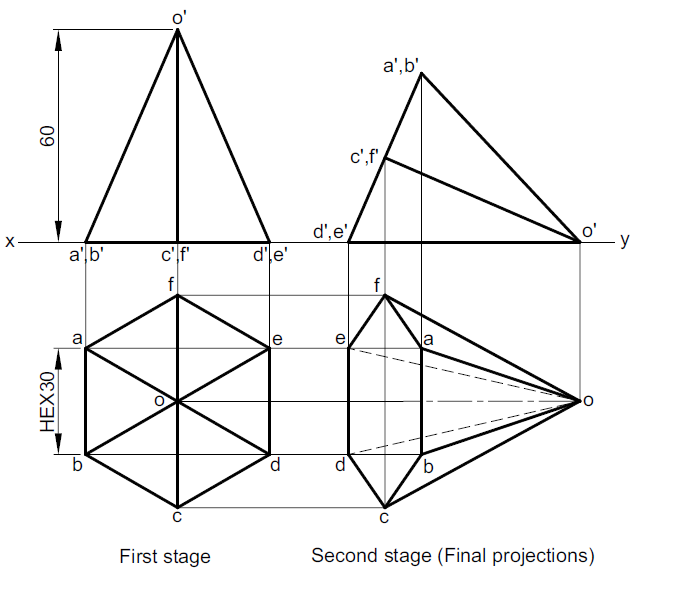 o'
a',b'
60
c',f'
d',e'
o'
x
y
a',b'
c',f'
d',e'
f
f
a
e
e
a
HEX30
o
o
b
d
d
b
c
c
First stage
Second stage (Final projections)